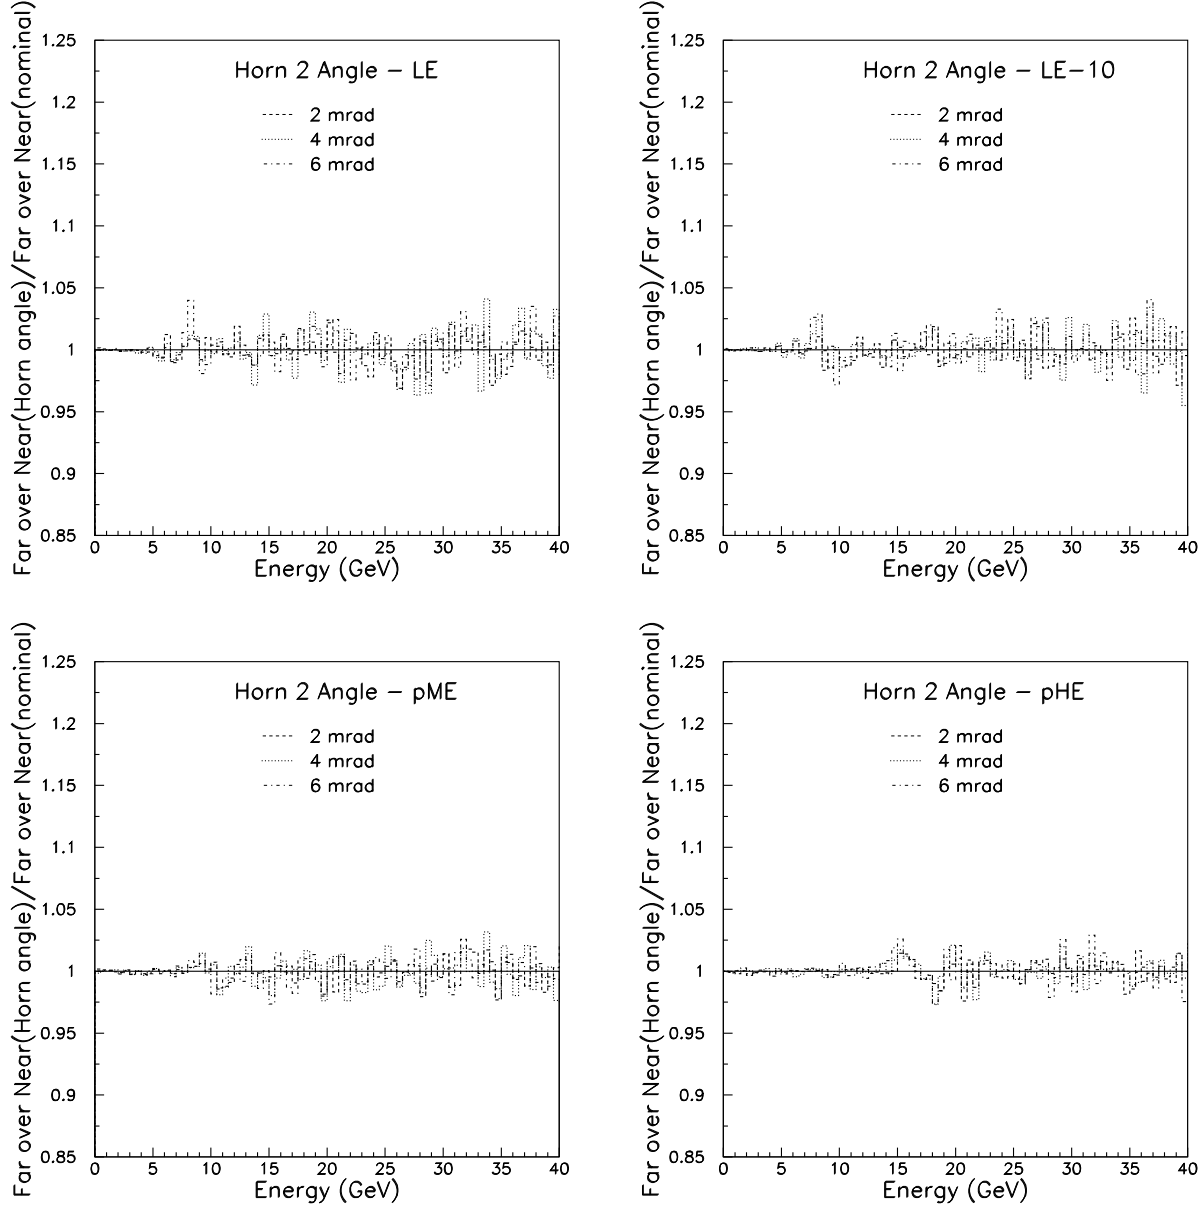 Far over Near(Horn angle)/Far over Near(nominal)
Horn 2 Angle - LE
2 mrad
4 mrad
6 mrad
1.25
1.2
1.15
1.1
1.05
1
0.95
0.9
0.85
0 5 10 15 20 25 30 35 40
Energy (GeV)
Far over Near(Horn angle)/Far over Near(nominal)
Horn 2 Angle - LE-10
2 mrad
4 mrad
6 mrad
1.25
1.2
1.15
1.1
1.05
1
0.95
0.9
0.85
0 5 10 15 20 25 30 35 40
Energy (GeV)
Far over Near(Horn angle)/Far over Near(nominal)
Horn 2 Angle - pME
2 mrad
4 mrad
6 mrad
1.25
1.2
1.15
1.1
1.05
1
0.95
0.9
0.85
0 5 10 15 20 25 30 35 40
Energy (GeV)
Far over Near(Horn angle)/Far over Near(nominal)
Horn 2 Angle - pHE
2 mrad
4 mrad
6 mrad
1.25
1.2
1.15
1.1
1.05
1
0.95
0.9
0.85
0 5 10 15 20 25 30 35 40
Energy (GeV)